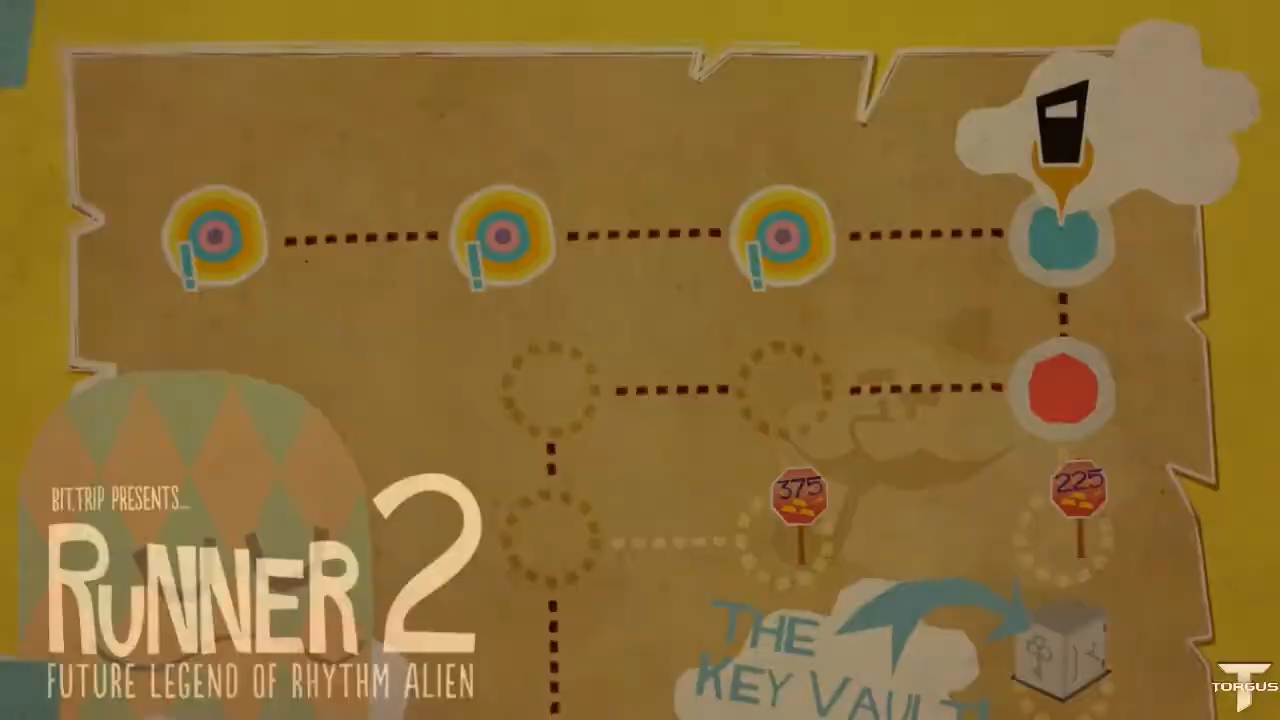 375
225
BIT.TRIP PRESENTS...
RUNNER 2
FUTURE LEGEND OF RHYTHM ALIEN
THE
KEY VAULT!
TORGUS